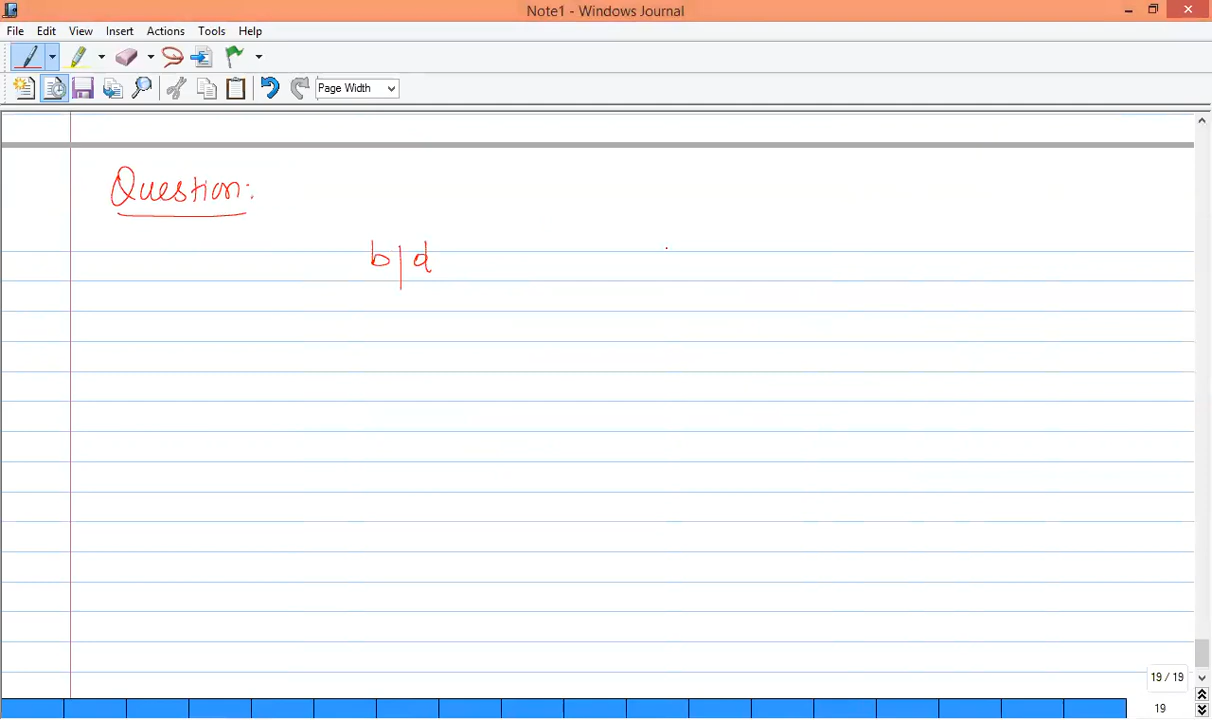 Note1 - Windows Journal
File Edit View Insert Actions Tools Help
Page Width
Question:
b|d
19 / 19
19